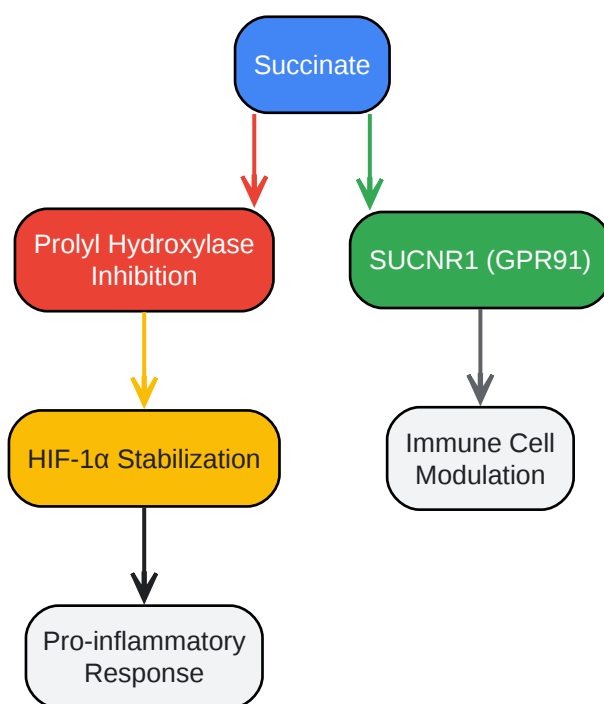 Succinate
Prolyl Hydroxylase
Inhibition
SUCNR1 (GPR91)
HIF-1α Stabilization
Immune Cell
Modulation
Pro-inflammatory
Response